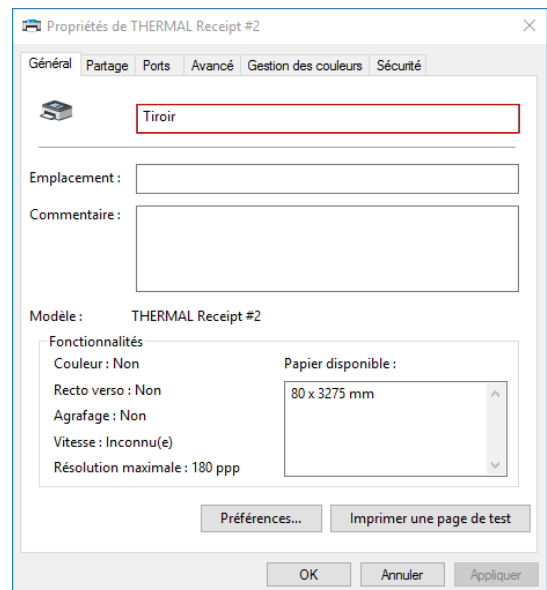 Propriétés de THERMAL Receipt #2
Général Partage Ports Avancé Gestion des couleurs Sécurité
Tiroir
Emplacement :
Commentaire :
Modèle : THERMAL Receipt #2
Fonctionnalités
Couleur : Non
Papier disponible :
Recto verso : Non
80 x 3275 mm
Agrafage : Non
Vitesse : Inconnu(e)
Résolution maximale : 180 ppp
Préférences... Imprimer une page de test
OK Annuler Appliquer